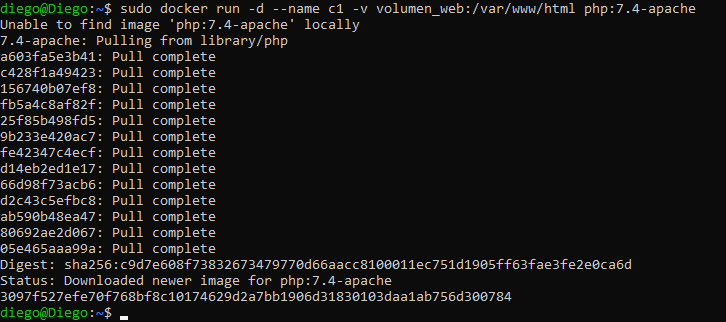 diego@Diego:~$ sudo docker run -d --name c1 -v volumen_web:/var/www/html php:7.4-apache
Unable to find image 'php:7.4-apache' locally
7.4-apache: Pulling from library/php
a603fa5e3b41: Pull complete
c428f1a49423: Pull complete
156740b07ef8: Pull complete
fb5a4c8af82f: Pull complete
25f85b498fd5: Pull complete
9b233e420ac7: Pull complete
fe42347c4ecf: Pull complete
d14eb2ed1e17: Pull complete
66d98f73acb6: Pull complete
d2c43c5efbc8: Pull complete
ab590b48ea47: Pull complete
80692ae2d067: Pull complete
05e465aaa99a: Pull complete
Digest: sha256:c9d7e608f73832673479770d66aacc8100011ec751d1905ff63fae3fe2e0ca6d
Status: Downloaded newer image for php:7.4-apache
3097f527efe70f768bf8c10174629d2a7bb1906d31830103daa1ab756d300784
diego@Diego:~$